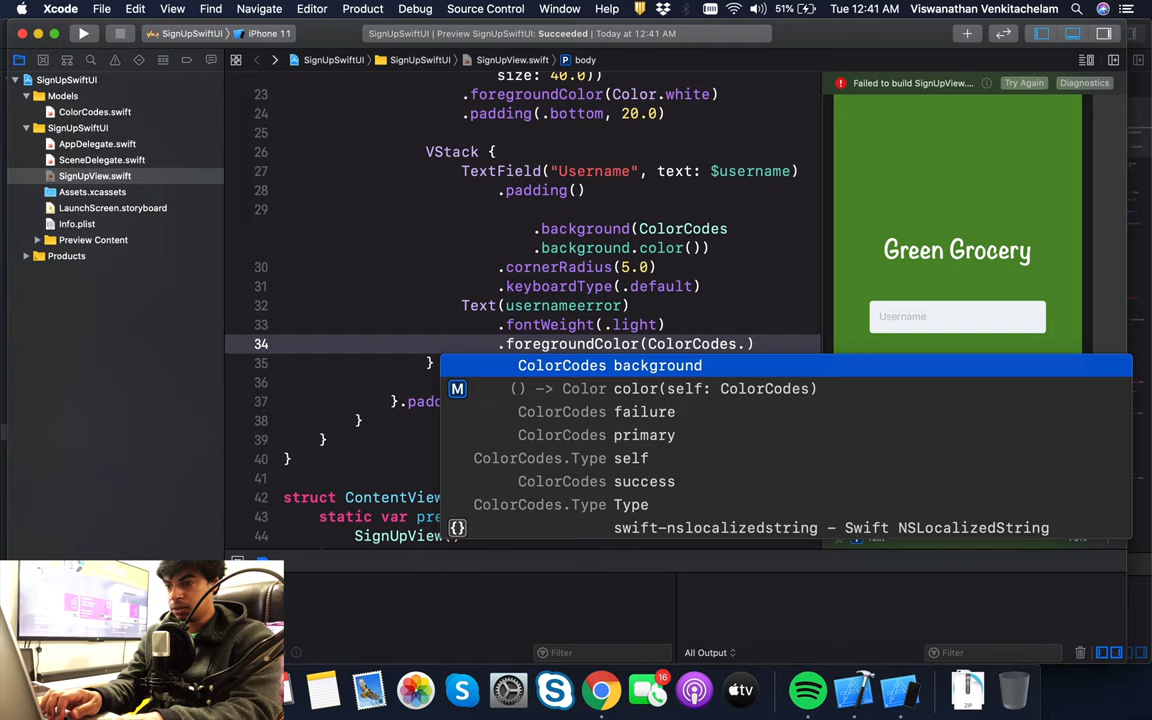 Xcode File Edit View Find Navigate Editor Product Debug Source Control Window Help 51% Tue 12:41 AM Viswanathan Venkitachelam
SignUpSwiftUI iPhone 11 SignUpSwiftUI | Preview SignUpSwiftUI: Succeeded | Today at 12:41 AM
SignUpSwiftUI SignUpSwiftUI SignUpView.swift body
SignUpSwiftUI
Models
ColorCodes.swift
SignUpSwiftUI
AppDelegate.swift
SceneDelegate.swift
SignUpView.swift
Assets.xcassets
LaunchScreen.storyboard
Info.plist
Preview Content
Products
size: 40.0))
23 .foregroundColor(Color.white)
24 .padding(.bottom, 20.0)
25
26 VStack {
27 TextField("Username", text: $username)
28 .padding()
29
.background(ColorCodes
.background.color())
30 .cornerRadius(5.0)
31 .keyboardType(.default)
32 Text(usernameerror)
33 .fontWeight(.light)
34 .foregroundColor(ColorCodes.)
35 }
36
37 }.padd
38 }
39 }
40 }
41
42 struct ContentView
43 static var pre
44 SignUpView()
ColorCodes background
M () -> Color color(self: ColorCodes)
ColorCodes failure
ColorCodes primary
ColorCodes.Type self
ColorCodes success
ColorCodes.Type Type
{} swift-nslocalizedstring - Swift NSLocalizedString
Failed to build SignUpView.... Try Again Diagnostics
Green Grocery
Username
Filter All Output Filter
16
tv
ZIP